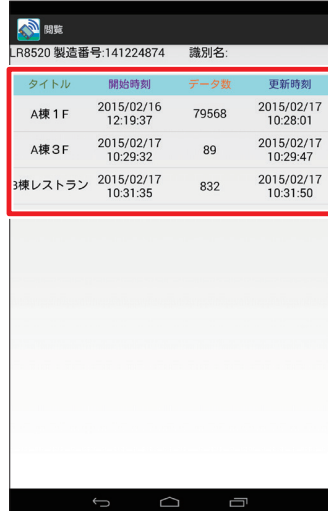 閲覧
LR8520 製造番号:141224874 識別名:
タイトル 開始時刻 データ数 更新時刻
A棟1F 2015/02/16 12:19:37 79568 2015/02/17 10:28:01
A棟3F 2015/02/17 10:29:32 89 2015/02/17 10:29:47
B棟レストラン 2015/02/17 10:31:35 832 2015/02/17 10:31:50